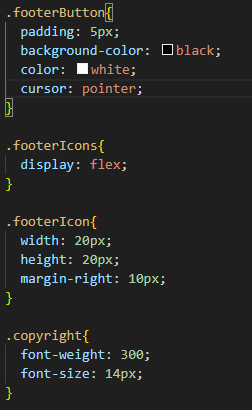 .footerButton{
  padding: 5px;
  background-color: black;
  color: white;
  cursor: pointer;
}

.footerIcons{
  display: flex;
}

.footerIcon{
  width: 20px;
  height: 20px;
  margin-right: 10px;
}

.copyright{
  font-weight: 300;
  font-size: 14px;
}